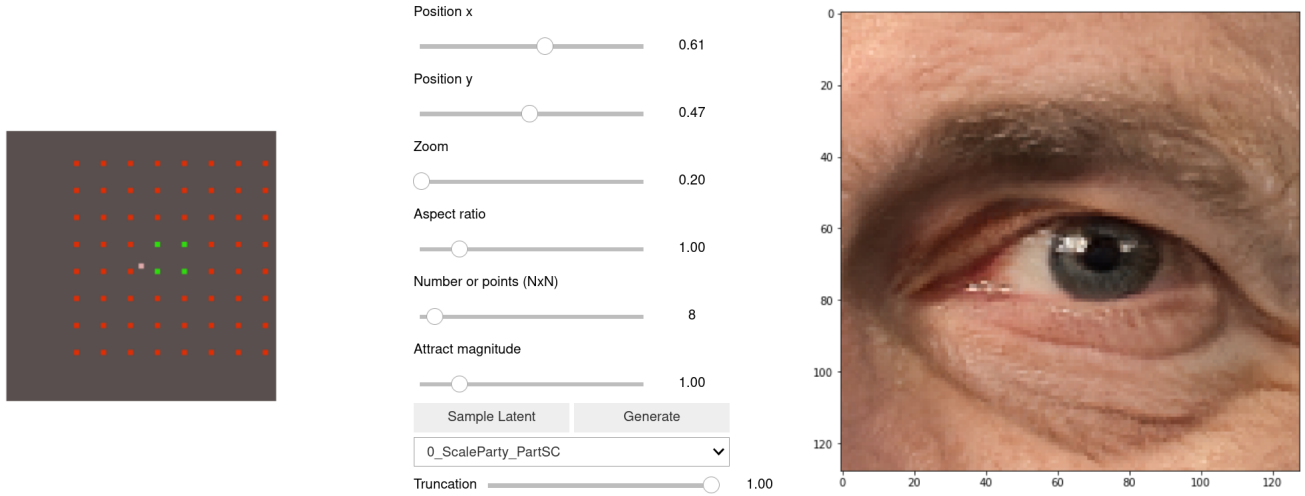 Position x
0.61
Position y
0.47
Zoom
0.20
Aspect ratio
1.00
Number or points (NxN)
8
Attract magnitude
1.00
Sample Latent Generate
0_ScaleParty_PartSC
Truncation 1.00
0
20
40
60
80
100
120
0 20 40 60 80 100 120